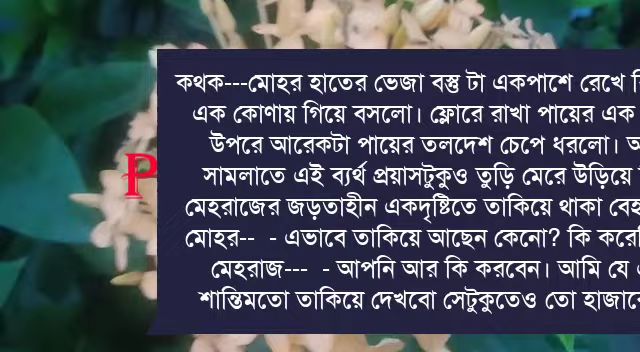 কথক---মোহর হাতের ভেজা বস্তু টা একপাশে রেখে
এক কোণায় গিয়ে বসলো। ফ্লোরে রাখা পায়ের এক
উপরে আরেকটা পায়ের তলদেশ চেপে ধরলো।
P
সামলাতে এই ব্যর্থ প্রয়াসটুকুও তুড়ি মেরে উড়িয়ে
মেহরাজের জড়তাহীন একদৃষ্টিতে তাকিয়ে থাকা
মোহর-- - এভাবে তাকিয়ে আছেন কেনো? কি
মেহরাজ--- - আপনি আর কি করবেন। আমি যে
শান্তিমতো তাকিয়ে দেখবো সেটুকুতেও তো